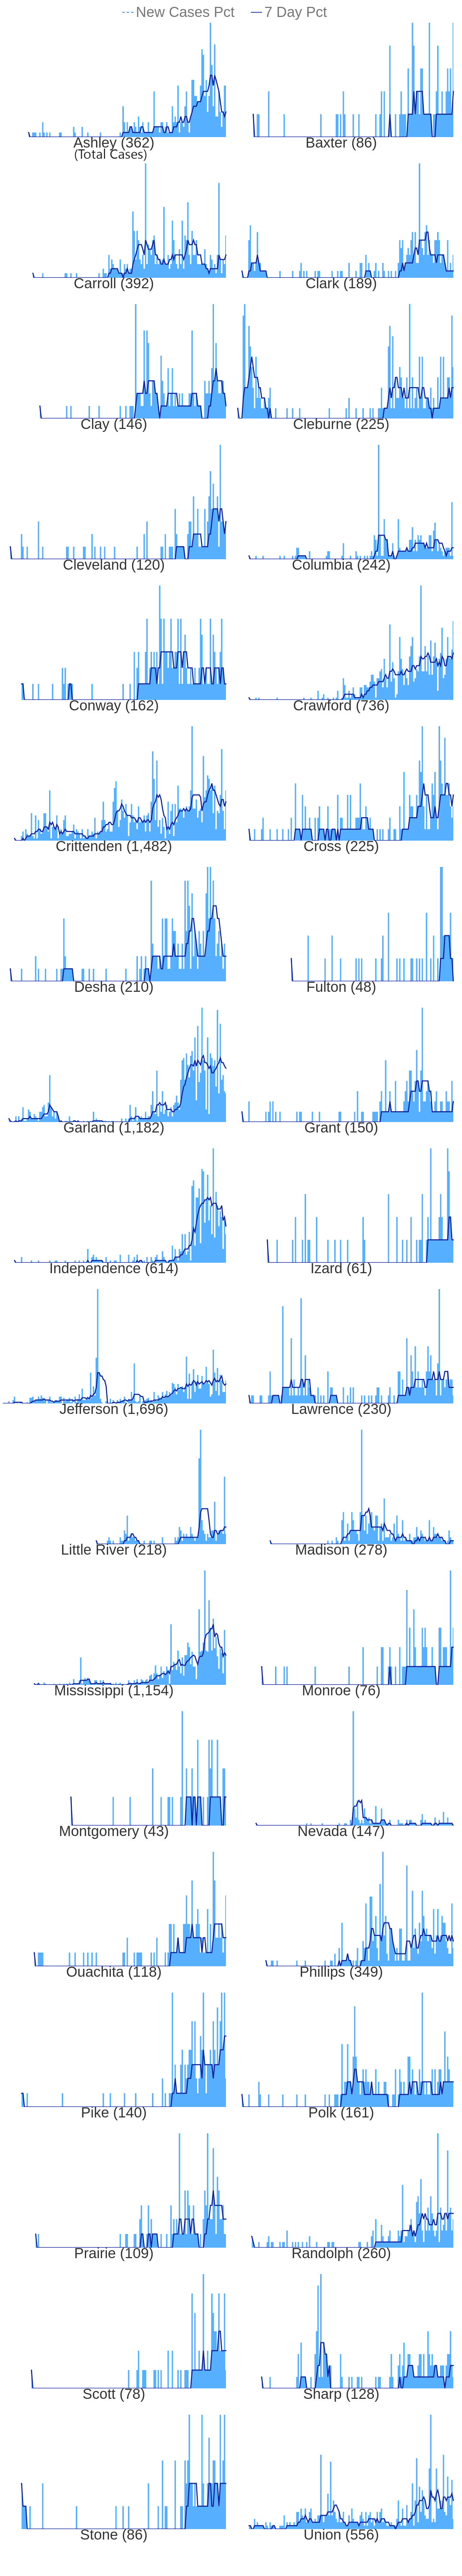 New Cases Pct 7 Day Pct
Ashley (362) Baxter (86)
(Total Cases)
Carroll (392) Clark (189)
Clay (146) Cleburne (225)
Cleveland (120) Columbia (242)
Conway (162) Crawford (736)
Crittenden (1,482) Cross (225)
Desha (210) Fulton (48)
Garland (1,182) Grant (150)
Independence (614) Izard (61)
Jefferson (1,696) Lawrence (230)
Little River (218) Madison (278)
Mississippi (1,154) Monroe (76)
Montgomery (43) Nevada (147)
Ouachita (118) Phillips (349)
Pike (140) Polk (161)
Prairie (109) Randolph (260)
Scott (78) Sharp (128)
Stone (86) Union (556)